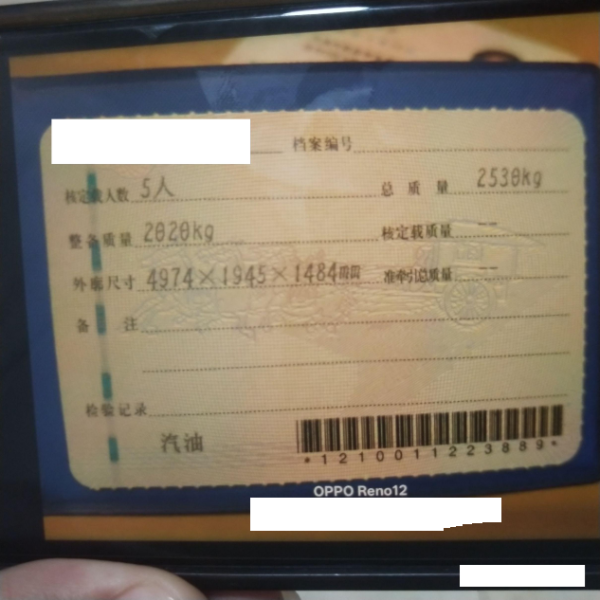 档案编号
核定载人数 5人 总质量 2530kg
整备质量 2020kg 核定载质量 --
外廓尺寸 4974×1945×1484mm 准牵引总质量 --
备注
检验记录
汽油
*1210011223889*
OPPO Reno12